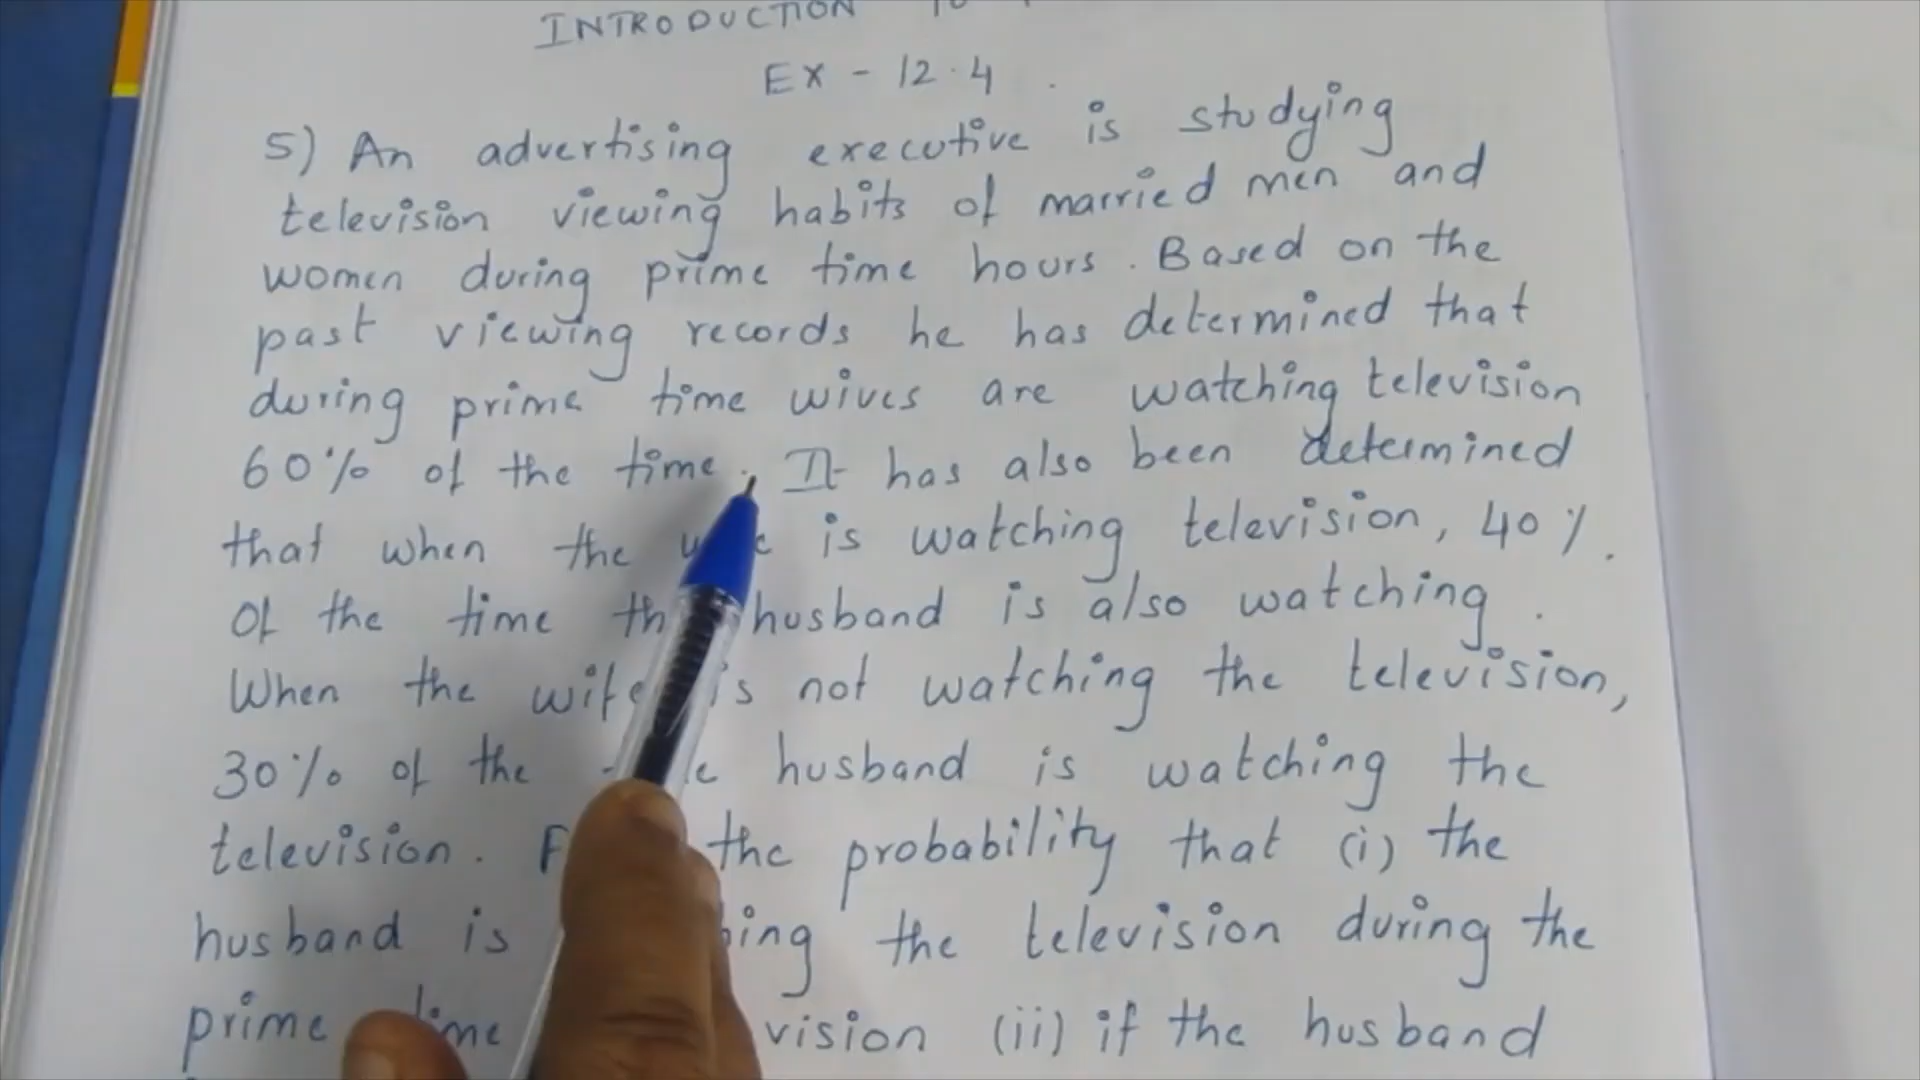 INTRODUCTION
EX - 12.4
5) An advertising executive is studying
television viewing habits of married men and
women during prime time hours. Based on the
past viewing records he has determined that
during prime time wives are watching television
60% of the time. It has also been determined
that when the is watching television, 40%.
Of the time husband is also watching.
When the wife is not watching the television,
30% of the husband is watching the
television. the probability that (i) the
husband is the television during the
prime (ii) if the husband